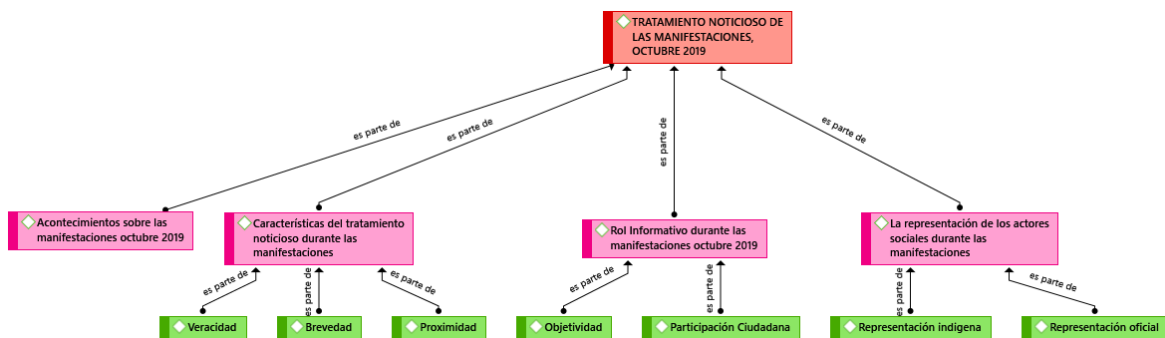 TRATAMIENTO NOTICIOSO DE
LAS MANIFESTACIONES,
OCTUBRE 2019
es parte de
es parte de
es parte de
es parte de
Acontecimientos sobre las
manifestaciones octubre 2019
Características del tratamiento
noticioso durante las
manifestaciones
Rol Informativo durante las
manifestaciones octubre 2019
La representación de los actores
sociales durante las
manifestaciones
es parte de
es parte de
es parte de
es parte de
es parte de
es parte de
es parte de
Veracidad
Brevedad
Proximidad
Objetividad
Participación Ciudadana
Representación indigena
Representación oficial